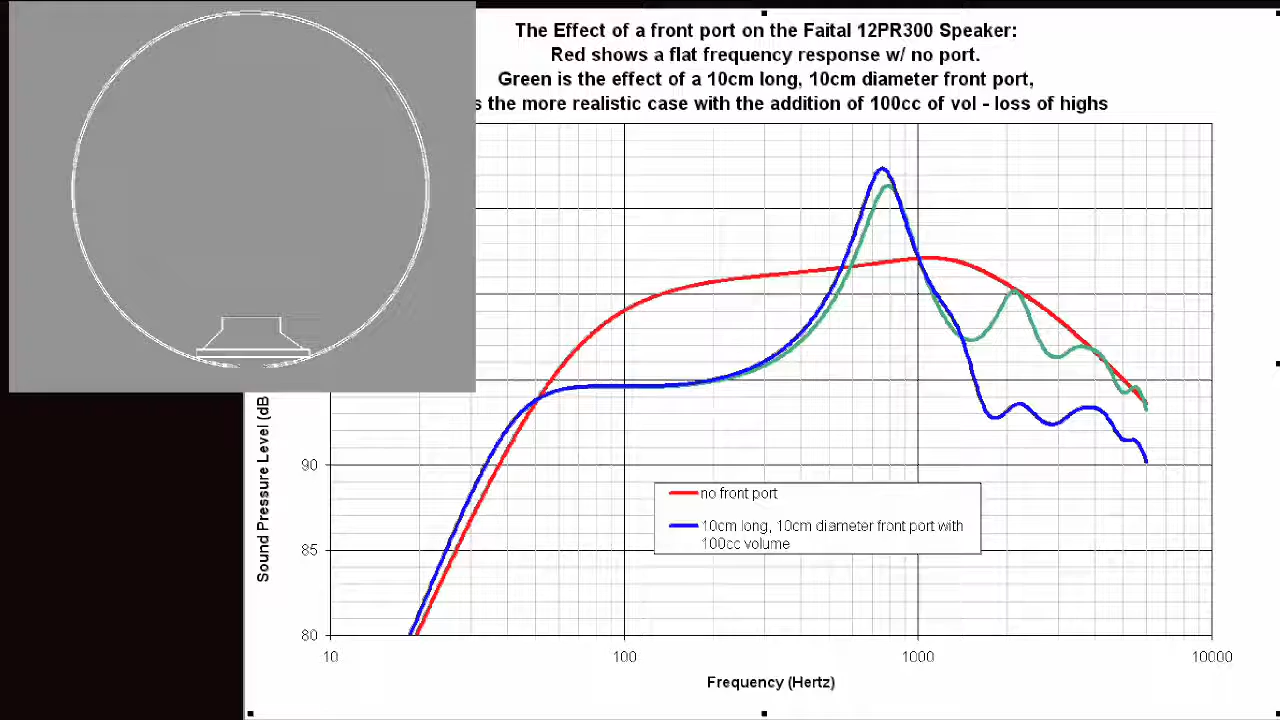 The Effect of a front port on the Faital 12PR300 Speaker:
Red shows a flat frequency response w/ no port.
Green is the effect of a 10cm long, 10cm diameter front port,
the more realistic case with the addition of 100cc of vol - loss of highs
Sound Pressure Level (dB
90
85
80
no front port
10cm long, 10cm diameter front port with
100cc volume
10
100
1000
10000
Frequency (Hertz)